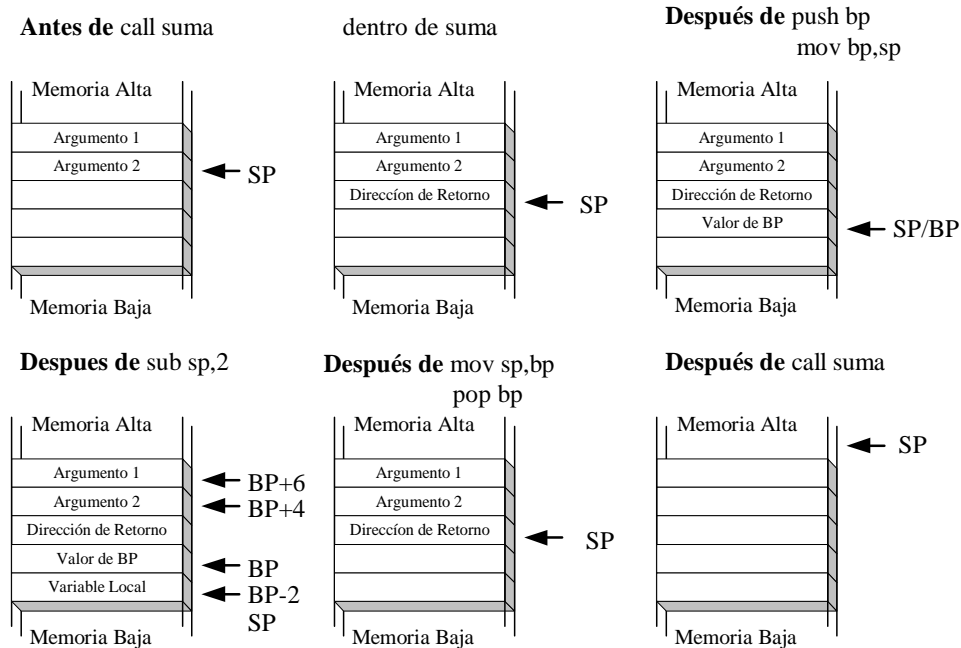 Antes de call suma
Memoria Alta
Argumento 1
Argumento 2
SP
Memoria Baja
dentro de suma
Memoria Alta
Argumento 1
Argumento 2
Direccíon de Retorno
SP
Memoria Baja
Después de push bp
mov bp,sp
Memoria Alta
Argumento 1
Argumento 2
Dirección de Retorno
Valor de BP
SP/BP
Memoria Baja
Despues de sub sp,2
Memoria Alta
Argumento 1
BP+6
Argumento 2
BP+4
Dirección de Retorno
Valor de BP
BP
Variable Local
BP-2
SP
Memoria Baja
Después de mov sp,bp
pop bp
Memoria Alta
Argumento 1
Argumento 2
Direccíon de Retorno
SP
Memoria Baja
Después de call suma
Memoria Alta
SP
Memoria Baja